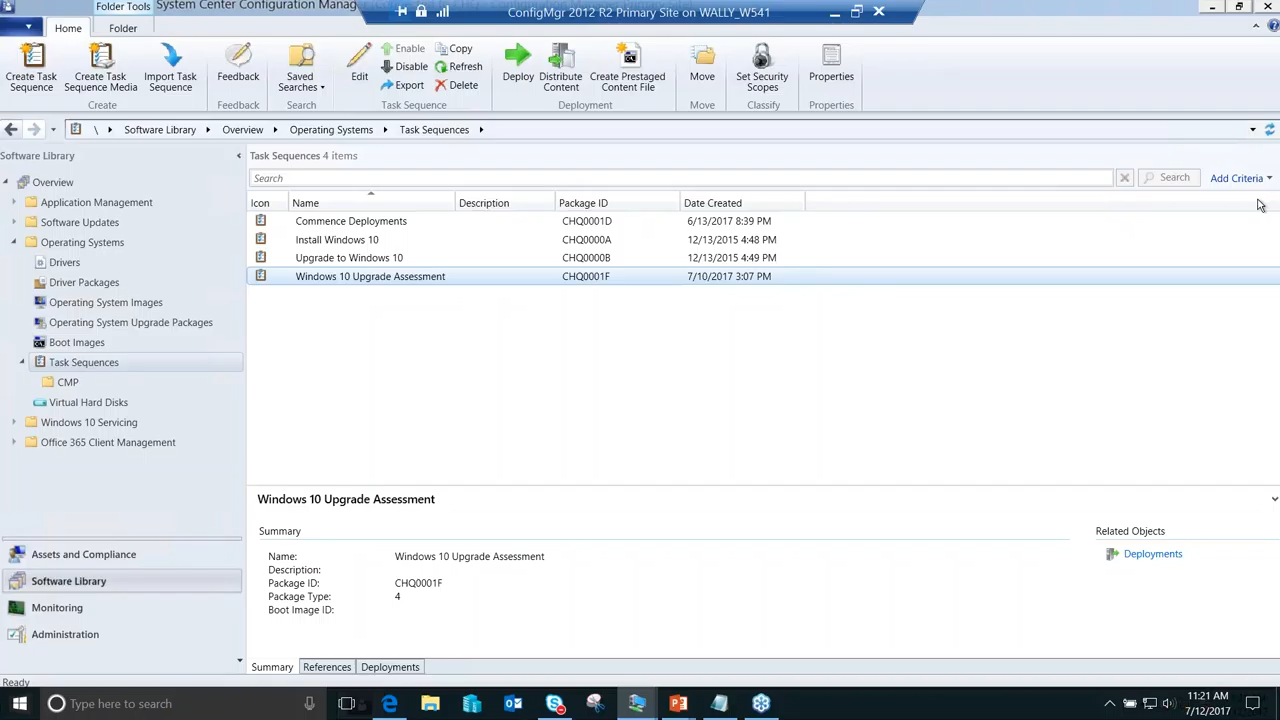 Folder Tools
System Center Configuration Manag
ConfigMgr 2012 R2 Primary Site on WALLY_W541
Home
Folder
Create Task
Sequence
Create Task
Sequence Media
Import Task
Sequence
Create
Feedback
Feedback
Saved
Searches
Search
Edit
Enable
Disable
Export
Copy
Refresh
Delete
Task Sequence
Deploy
Distribute
Content
Create Prestaged
Content File
Deployment
Move
Move
Set Security
Scopes
Classify
Properties
Properties
\ Software Library Overview Operating Systems Task Sequences
Software Library
Overview
Application Management
Software Updates
Operating Systems
Drivers
Driver Packages
Operating System Images
Operating System Upgrade Packages
Boot Images
Task Sequences
CMP
Virtual Hard Disks
Windows 10 Servicing
Office 365 Client Management
Assets and Compliance
Software Library
Monitoring
Administration
Task Sequences 4 items
Search
Search
Add Criteria
Icon Name Description Package ID Date Created
Commence Deployments CHQ0001D 6/13/2017 8:39 PM
Install Windows 10 CHQ0000A 12/13/2015 4:48 PM
Upgrade to Windows 10 CHQ0000B 12/13/2015 4:49 PM
Windows 10 Upgrade Assessment CHQ0001F 7/10/2017 3:07 PM
Windows 10 Upgrade Assessment
Summary
Name: Windows 10 Upgrade Assessment
Description:
Package ID: CHQ0001F
Package Type: 4
Boot Image ID:
Related Objects
Deployments
Summary References Deployments
Ready
Type here to search
11:21 AM
7/12/2017